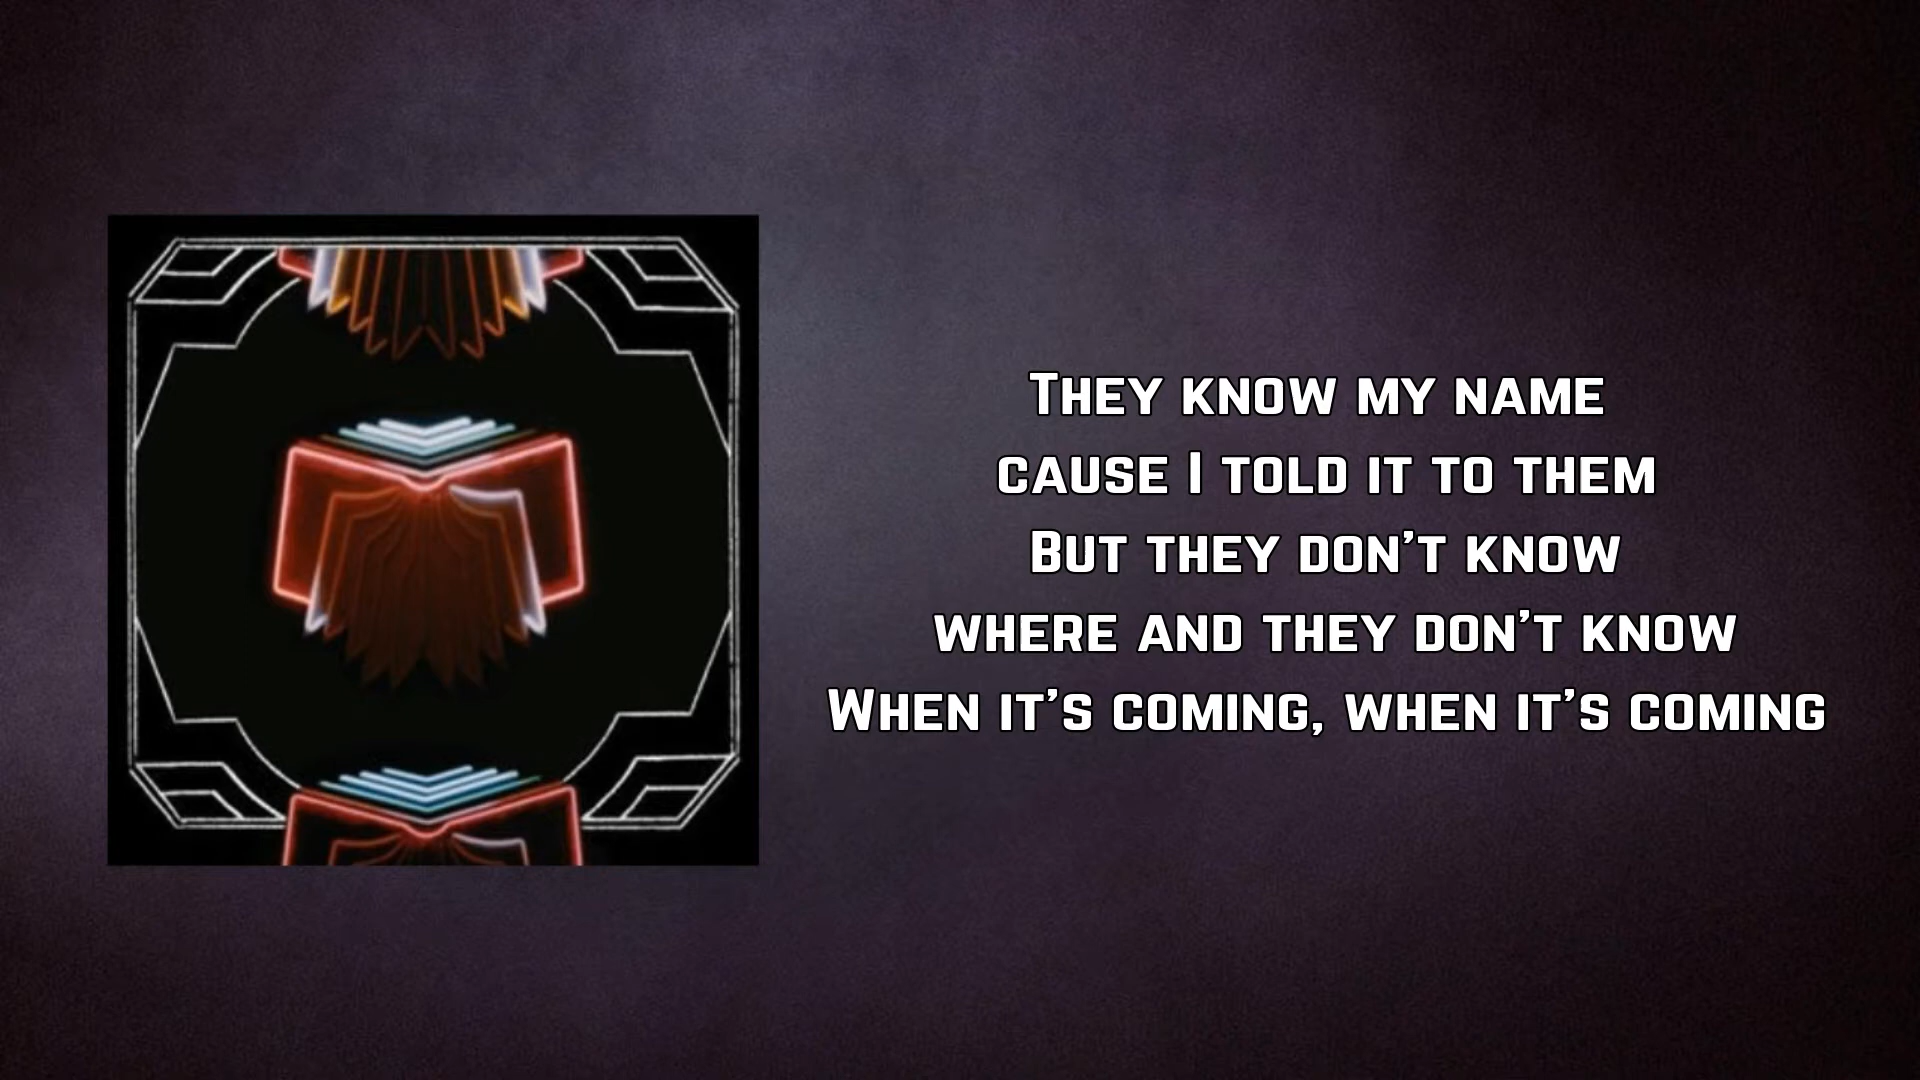 They know my name
cause I told it to them
But they don't know
where and they don't know
When it's coming, when it's coming